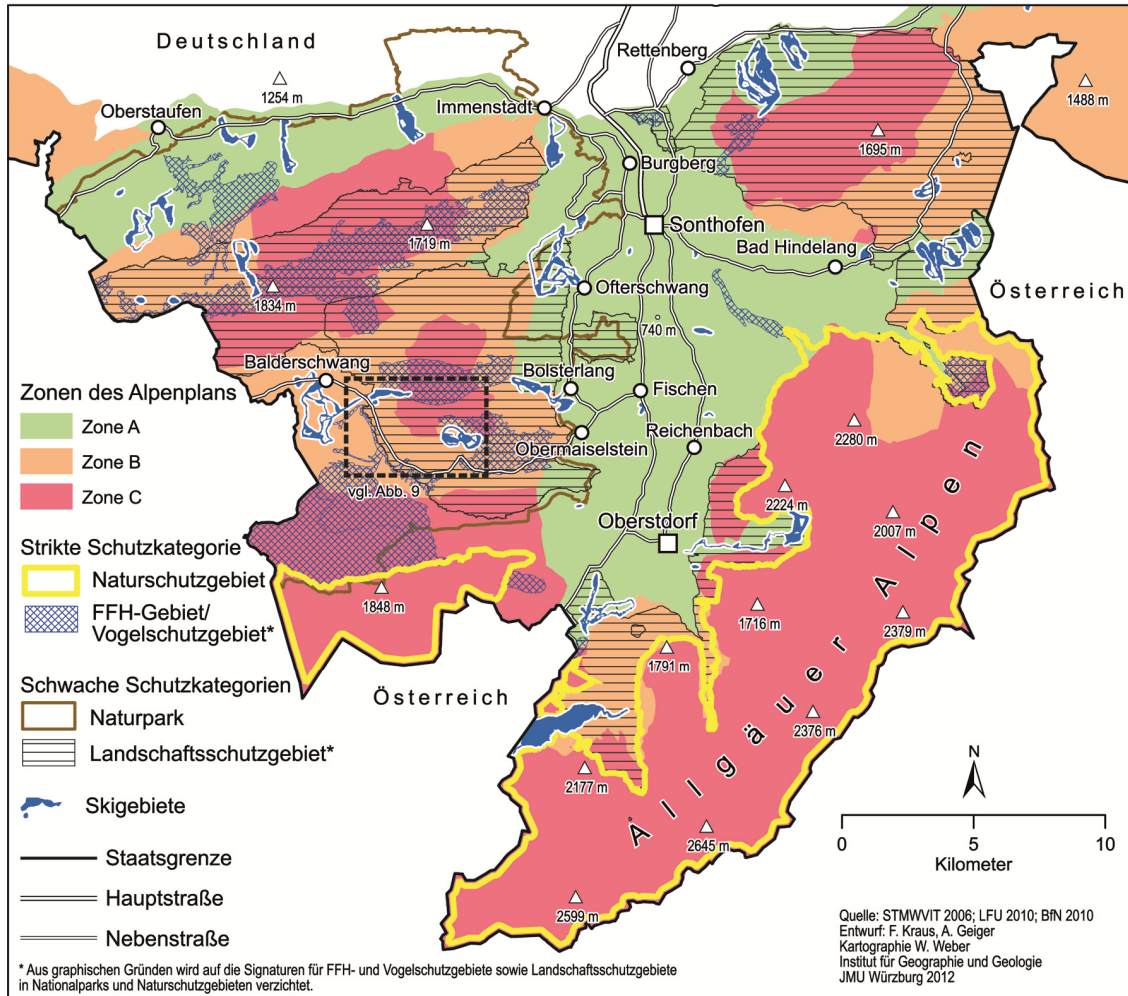 Deutschland
Rettenberg
1254 m
1488 m
Oberstaufen
Immenstadt
1695 m
Burgberg
Sonthofen
1719 m
Bad Hindelang
1834 m
Ofterschwang
Österreich
740 m
Balderschwang
Bolsterlang
Fischen
Zonen des Alpenplans
Zone A
Zone B
Zone C
2280 m
Reichenbach
Obermaiselstein
vgl. Abb. 9
2224 m
2007 m
Oberstdorf
Strikte Schutzkategorie
Naturschutzgebiet
FFH-Gebiet/
Vogelschutzgebiet*
1848 m
1716 m
2379 m
1791 m
Österreich
Schwache Schutzkategorien
Naturpark
Landschaftsschutzgebiet*
2376 m
Allgäuer Alpen
2177 m
N
Skigebiete
2645 m
0 5 10
Kilometer
Staatsgrenze
Hauptstraße
Nebenstraße
2599 m
Quelle: STMWVIT 2006; LFU 2010; BfN 2010
Entwurf: F. Kraus, A. Geiger
Kartographie W. Weber
Institut für Geographie und Geologie
JMU Würzburg 2012
* Aus graphischen Gründen wird auf die Signaturen für FFH- und Vogelschutzgebiete sowie Landschaftsschutzgebiete
in Nationalparks und Naturschutzgebieten verzichtet.